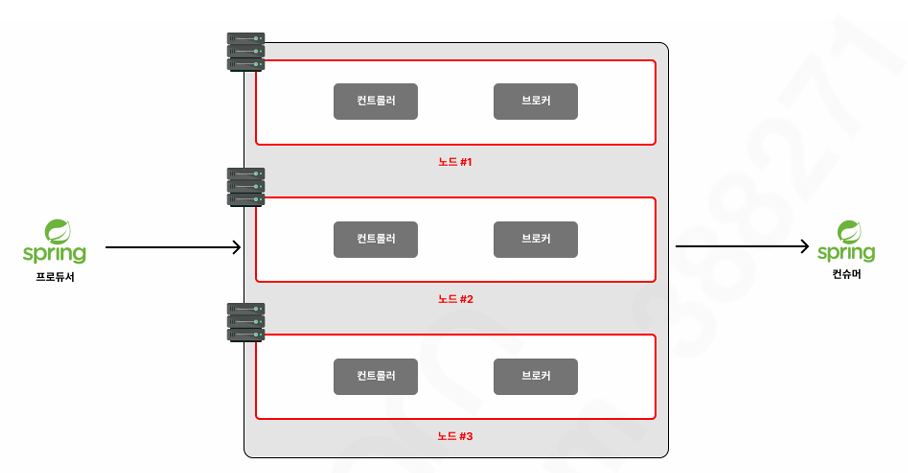 컨트롤러 브로커
노드 #1
컨트롤러 브로커
노드 #2
spring
프로듀서
spring
컨슈머
컨트롤러 브로커
노드 #3
388271